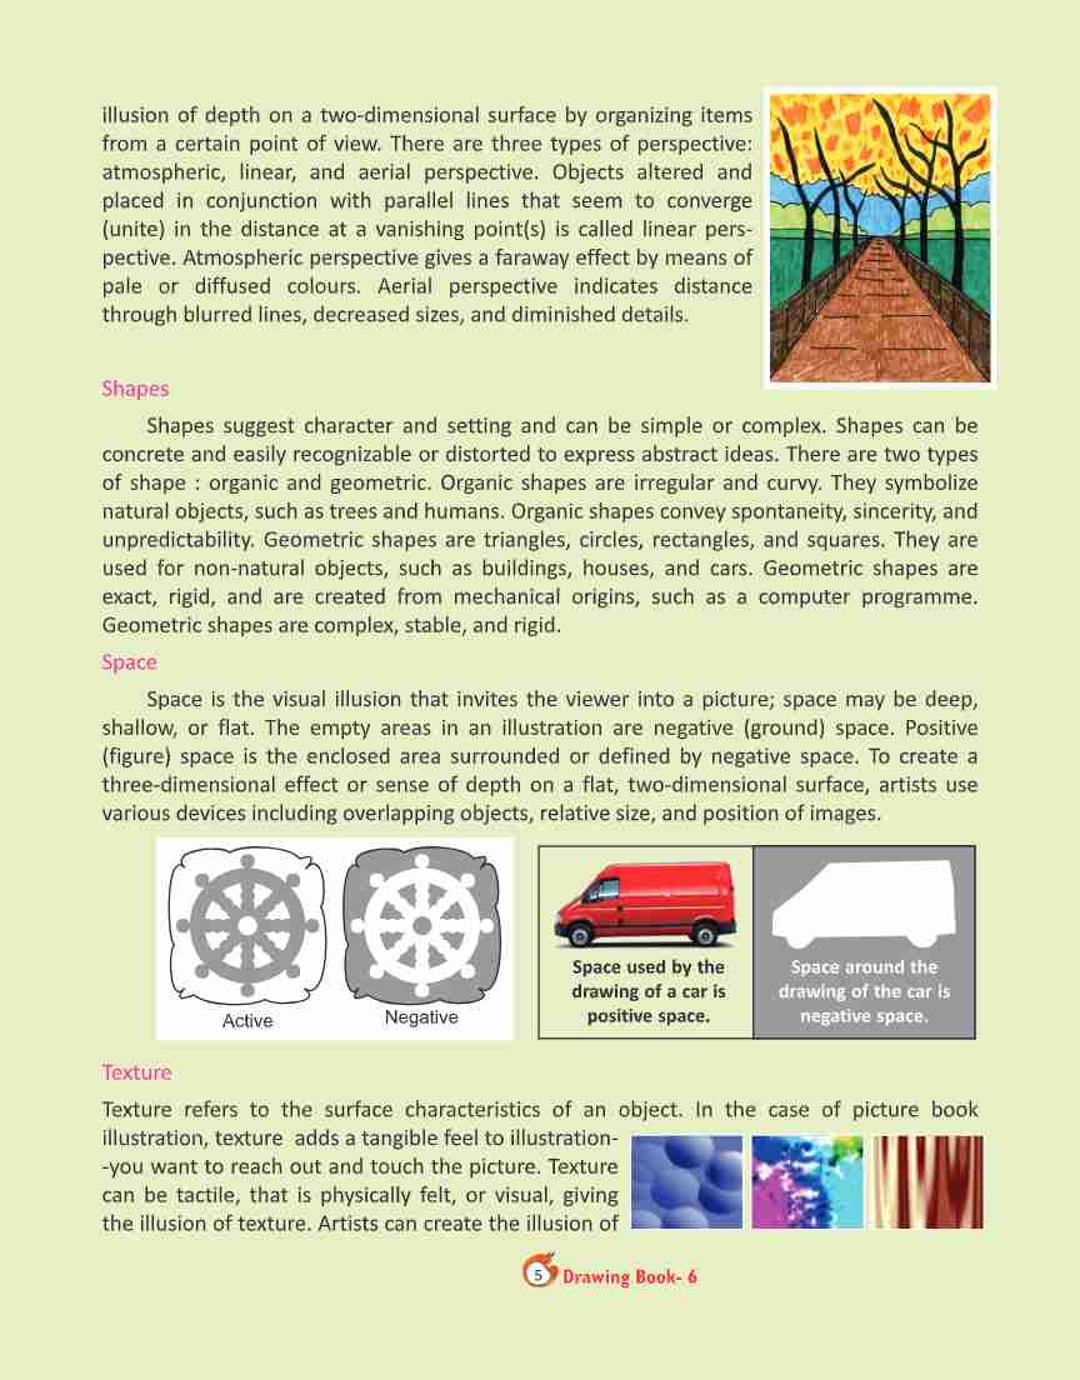 illusion of depth on a two-dimensional surface by organizing items
from a certain point of view. There are three types of perspective:
atmospheric, linear, and aerial perspective. Objects altered and
placed in conjunction with parallel lines that seem to converge
(unite) in the distance at a vanishing point(s) is called linear pers-
pective. Atmospheric perspective gives a faraway effect by means of
pale or diffused colours. Aerial perspective indicates distance
through blurred lines, decreased sizes, and diminished details.
Shapes
Shapes suggest character and setting and can be simple or complex. Shapes can be
concrete and easily recognizable or distorted to express abstract ideas. There are two types
of shape : organic and geometric. Organic shapes are irregular and curvy. They symbolize
natural objects, such as trees and humans. Organic shapes convey spontaneity, sincerity, and
unpredictability. Geometric shapes are triangles, circles, rectangles, and squares. They are
used for non-natural objects, such as buildings, houses, and cars. Geometric shapes are
exact, rigid, and are created from mechanical origins, such as a computer programme.
Geometric shapes are complex, stable, and rigid.
Space
Space is the visual illusion that invites the viewer into a picture; space may be deep,
shallow, or flat. The empty areas in an illustration are negative (ground) space. Positive
(figure) space is the enclosed area surrounded or defined by negative space. To create a
three-dimensional effect or sense of depth on a flat, two-dimensional surface, artists use
various devices including overlapping objects, relative size, and position of images.
Active
Negative
Space used by the
drawing of a car is
positive space.
Space around the
drawing of the car is
negative space.
Texture
Texture refers to the surface characteristics of an object. In the case of picture book
illustration, texture adds a tangible feel to illustration-
-you want to reach out and touch the picture. Texture
can be tactile, that is physically felt, or visual, giving
the illusion of texture. Artists can create the illusion of
5 Drawing Book- 6